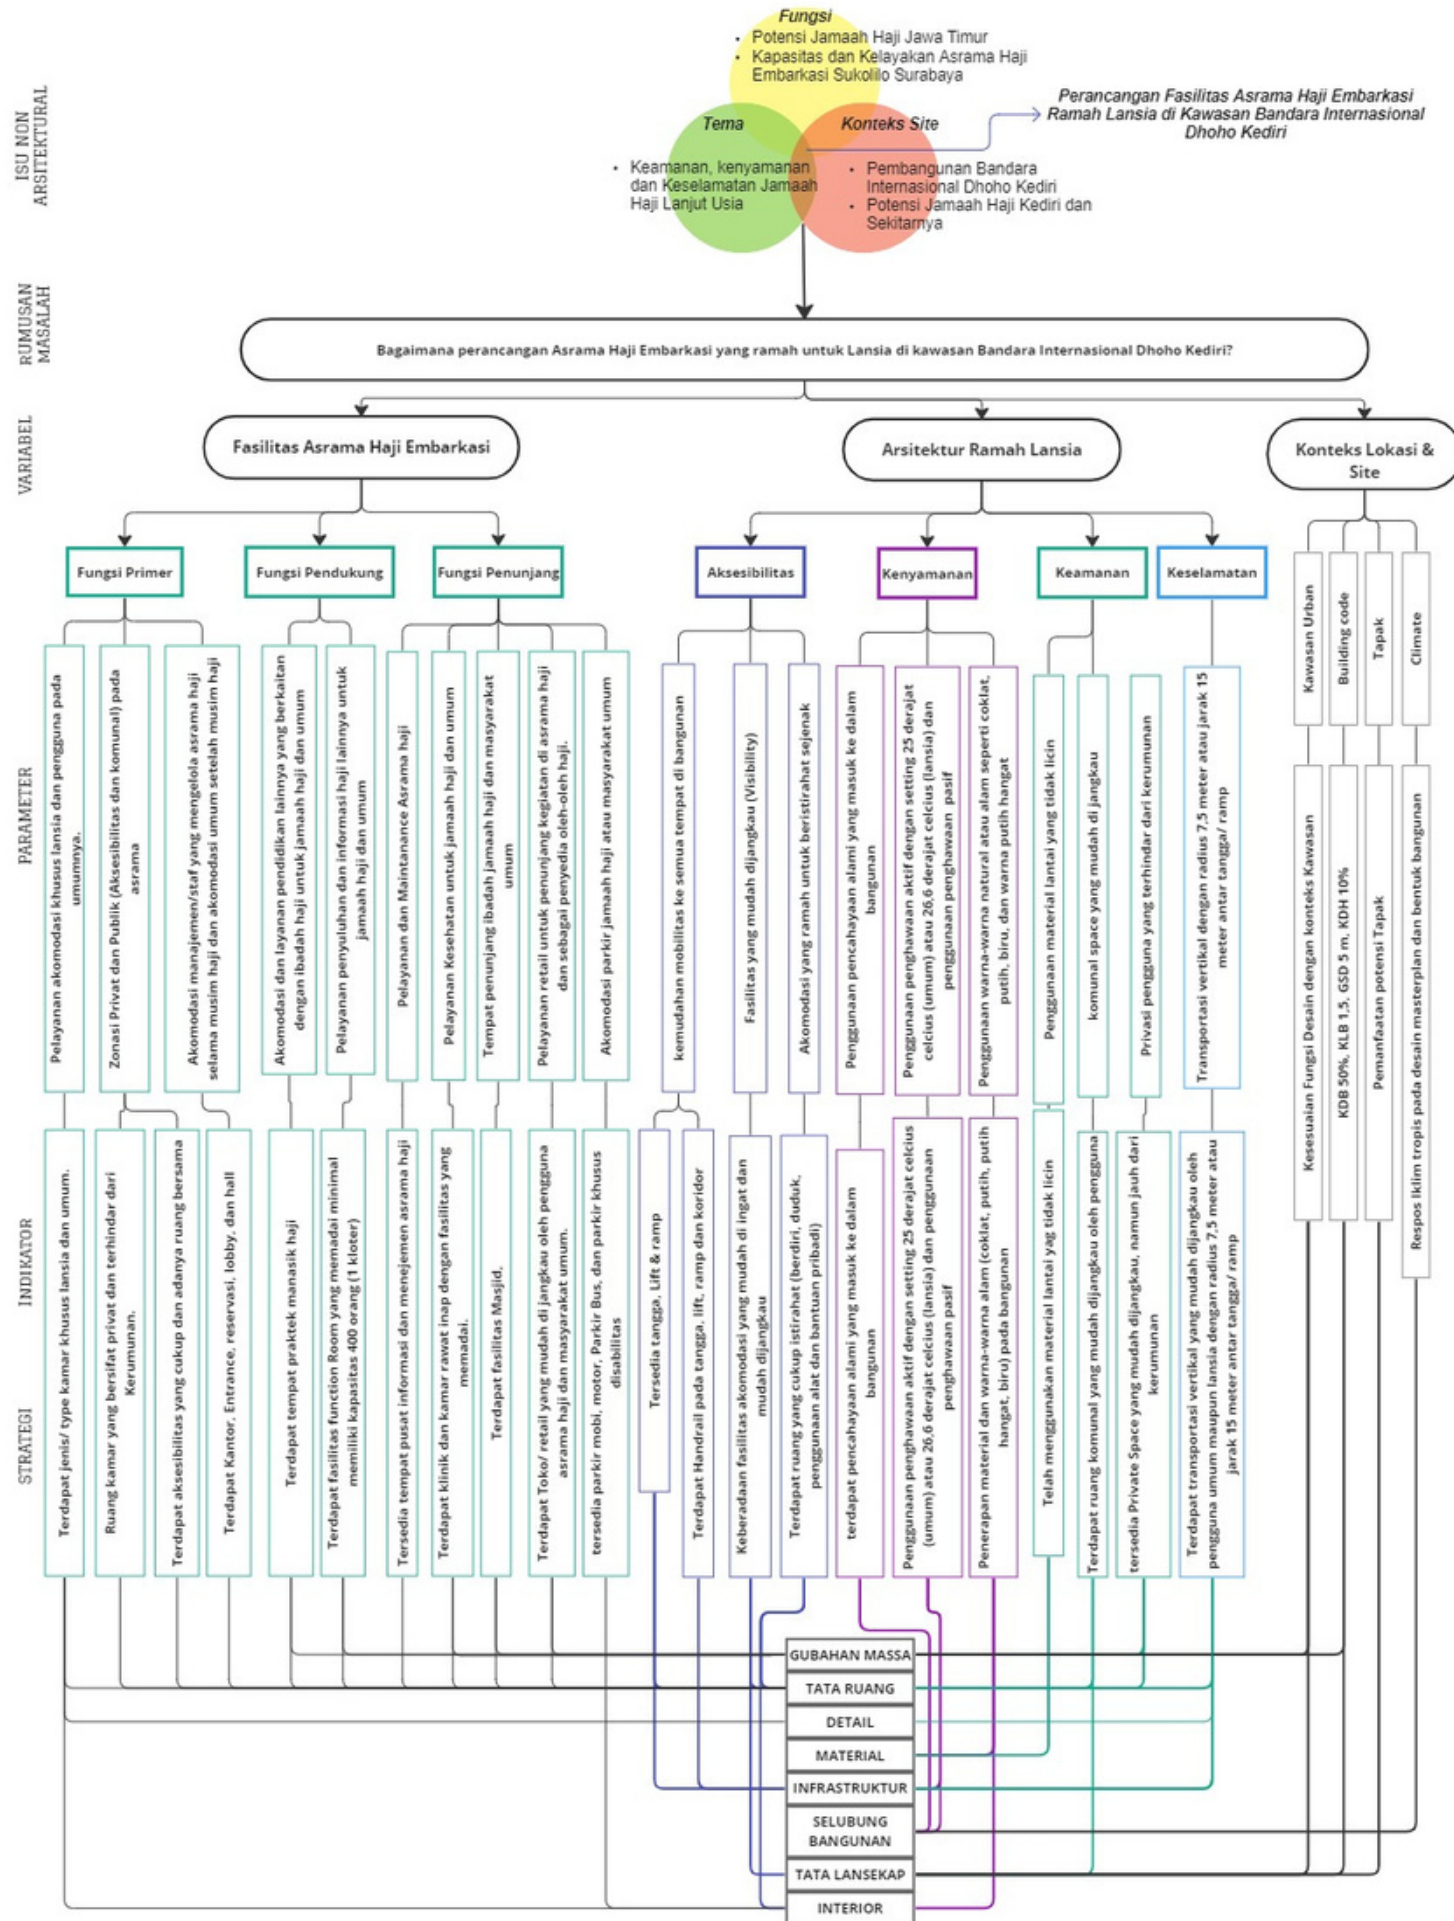 Fungsi
• Potensi Jamaah Haji Jawa Timur
• Kapasitas dan Kelayakan Asrama Haji
Embarkasi Sukolilo Surabaya
ISU NON
ARSITEKTURAL
Tema
• Keamanan, kenyamanan
dan Keselamatan Jamaah
Haji Lanjut Usia
Konteks Site
• Pembangunan Bandara
Internasional Dhoho Kediri
• Potensi Jamaah Haji Kediri dan
Sekitarnya
Perancangan Fasilitas Asrama Haji Embarkasi
Ramah Lansia di Kawasan Bandara Internasional
Dhoho Kediri
RUMUSAN
MASALAH
Bagaimana perancangan Asrama Haji Embarkasi yang ramah untuk Lansia di kawasan Bandara Internasional Dhoho Kediri?
VARIABEL
Fasilitas Asrama Haji Embarkasi
Arsitektur Ramah Lansia
Konteks Lokasi &
Site
Fungsi Primer
Fungsi Pendukung
Fungsi Penunjang
Aksesibilitas
Kenyamanan
Keamanan
Keselamatan
Kawasan Urban
Building code
Tapak
Climate
PARAMETER
Pelayanan akomodasi khusus lansia dan pengguna pada
umumnya.
Zonasi Privat dan Publik (Aksesibilitas dan komunal) pada
asrama
Akomodasi manajemen/staf yang mengelola asrama haji
selama musim haji dan akomodasi umum setelah musim haji
Akomodasi dan layanan pendidikan lainnya yang berkaitan
dengan ibadah haji untuk jamaah haji dan umum
Pelayanan penyuluhan dan informasi haji lainnya untuk
jamaah haji dan umum
Pelayanan dan Maintanance Asrama haji
Pelayanan Kesehatan untuk jamaah haji dan umum
Tempat penunjang ibadah jamaah haji dan masyarakat
umum
Pelayanan retail untuk penunjang kegiatan di asrama haji
dan sebagai penyedia oleh-oleh haji.
Akomodasi parkir jamaah haji atau masyarakat umum
kemudahan mobilitas ke semua tempat di bangunan
Fasilitas yang mudah dijangkau (Visibility)
Akomodasi yang ramah untuk beristirahat sejenak
Penggunaan pencahayaan alami yang masuk ke dalam
bangunan
Penggunaan penghawaan aktif dengan setting 25 derajat
celcius (umum) atau 26,6 derajat celcius (lansia) dan
penggunaan penghawaan pasif
Penggunaan warna-warna natural atau alam seperti coklat,
putih, biru, dan warna putih hangat
Penggunaan material lantai yang tidak licin
komunal space yang mudah di jangkau
Privasi pengguna yang terhindar dari kerumunan
Transportasi vertikal dengan radius 7,5 meter atau jarak 15
meter antar tangga/ ramp
Kesesuaian Fungsi Desain dengan konteks Kawasan
KDB 50%, KLB 1,5, GSD 5 m, KDH 10%
Pemanfaatan potensi Tapak
Respos Iklim tropis pada desain masterplan dan bentuk bangunan
INDIKATOR
STRATEGI
Terdapat jenis/ type kamar khusus lansia dan umum.
Ruang kamar yang bersifat privat dan terhindar dari
Kerumunan.
Terdapat aksesibilitas yang cukup dan adanya ruang bersama
Terdapat Kantor, Entrance, reservasi, lobby, dan hall
Terdapat tempat praktek manasik haji
Terdapat fasilitas function Room yang memadai minimal
memiliki kapasitas 400 orang (1 kloter)
Tersedia tempat pusat informasi dan menejemen asrama haji
Terdapat klinik dan kamar rawat inap dengan fasilitas yang
memadai.
Terdapat fasilitas Masjid.
Terdapat Toko/ retail yang mudah di jangkau oleh pengguna
asrama haji dan masyarakat umum.
tersedia parkir mobi, motor, Parkir Bus, dan parkir khusus
disabilitas
Tersedia tangga, Lift & ramp
Terdapat Handrail pada tangga, lift, ramp dan koridor
Keberadaan fasilitas akomodasi yang mudah di ingat dan
mudah dijangkau
Terdapat ruang yang cukup istirahat (berdiri, duduk,
penggunaan alat dan bantuan pribadi)
terdapat pencahayaan alami yang masuk ke dalam
bangunan
Penggunaan penghawaan aktif dengan setting 25 derajat celcius
(umum) atau 26,6 derajat celcius (lansia) dan penggunaan
penghawaan pasif
Penerapan material dan warna-warna alam (coklat, putih, putih
hangat, biru) pada bangunan
Telah menggunakan material lantai yag tidak licin
Terdapat ruang komunal yang mudah dijangkau oleh pengguna
tersedia Private Space yang mudah dijangkau, namun jauh dari
kerumunan
Terdapat transportasi vertikal yang mudah dijangkau oleh
pengguna umum maupun lansia dengan radius 7,5 meter atau
jarak 15 meter antar tangga/ ramp
GUBAHAN MASSA
TATA RUANG
DETAIL
MATERIAL
INFRASTRUKTUR
SELUBUNG
BANGUNAN
TATA LANSEKAP
INTERIOR